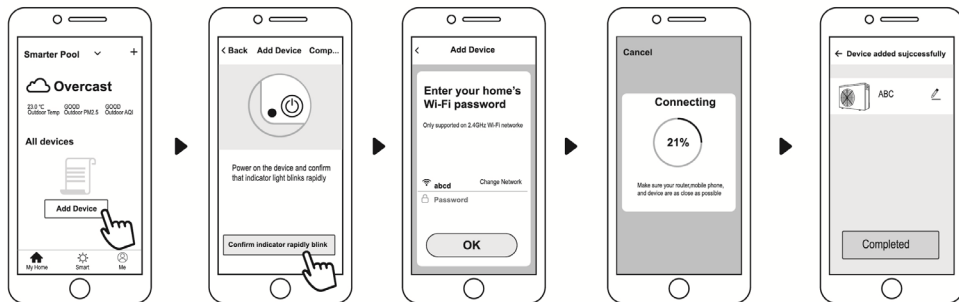 Smarter Pool
+
Overcast
23.0 °C GOOD GOOD
Outdoor Temp Outdoor PM2.5 Outdoor AQI
All devices
Add Device
My Home Smart Me
< Back Add Device Comp...
Power on the device and confirm
that indicator light blinks rapidly
Confirm indicator rapidly blink
< Add Device
Enter your home's
Wi-Fi password
Only supported on 2.4GHz Wi-Fi networke
abcd Change Network
Password
OK
Cancel
Connecting
21%
Make sure your router,mobile phone,
and device are as close as possible
← Device added sujccessfully
ABC
Completed